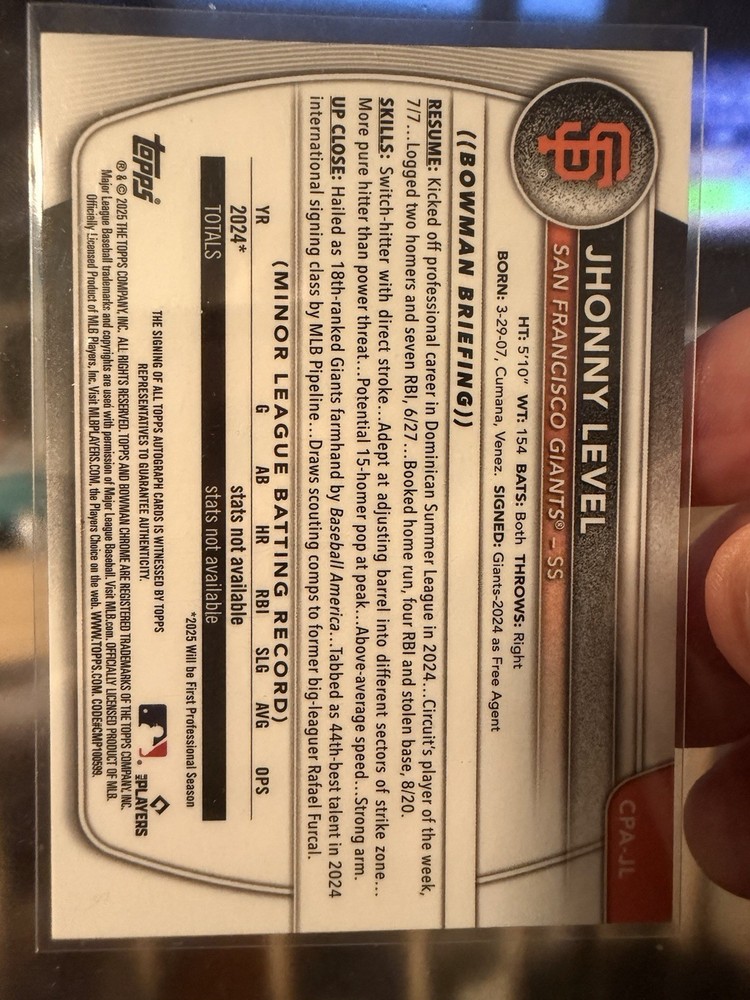 CPA-JL
JHONNY LEVEL
SAN FRANCISCO GIANTS® – SS
SF
®
HT: 5'10" WT: 154 BATS: Both THROWS: Right
BORN: 3-29-07, Cumana, Venez. SIGNED: Giants-2024 as Free Agent
((BOWMAN BRIEFING))
RESUME: Kicked off professional career in Dominican Summer League in 2024...Circuit's player of the week,
7/7...Logged two homers and seven RBI, 6/27...Booked home run, four RBI and stolen base, 8/20.
SKILLS: Switch-hitter with direct stroke...Adept at adjusting barrel into different sectors of strike zone....
More pure hitter than power threat...Potential 15-homer pop at peak...Above-average speed...Strong arm.
UP CLOSE: Hailed as 18th-ranked Giants farmhand by Baseball America...Tabbed as 44th-best talent in 2024
international signing class by MLB Pipeline...Draws scouting comps to former big-leaguer Rafael Furcal.
(MINOR LEAGUE BATTING RECORD)
YR G AB HR RBI SLG AVG OPS
2024* stats not available
TOTALS stats not available
*2025 Will be First Professional Season
topps
THE SIGNING OF ALL TOPPS AUTOGRAPH CARDS IS WITNESSED BY TOPPS
REPRESENTATIVES TO GUARANTEE AUTHENTICITY.
MLB PLAYERS
® & © 2025 THE TOPPS COMPANY, INC. ALL RIGHTS RESERVED. TOPPS AND BOWMAN CHROME ARE REGISTERED TRADEMARKS OF THE TOPPS COMPANY, INC.
Major League Baseball trademarks and copyrights are used with permission of Major League Baseball. Visit MLB.com. OFFICIALLY LICENSED PRODUCT OF MLB
Officially Licensed Product of MLB Players, Inc. Visit MLBPLAYERS.COM, the Players Choice on the web. WWW.TOPPS.COM. CODE#CMP100599.